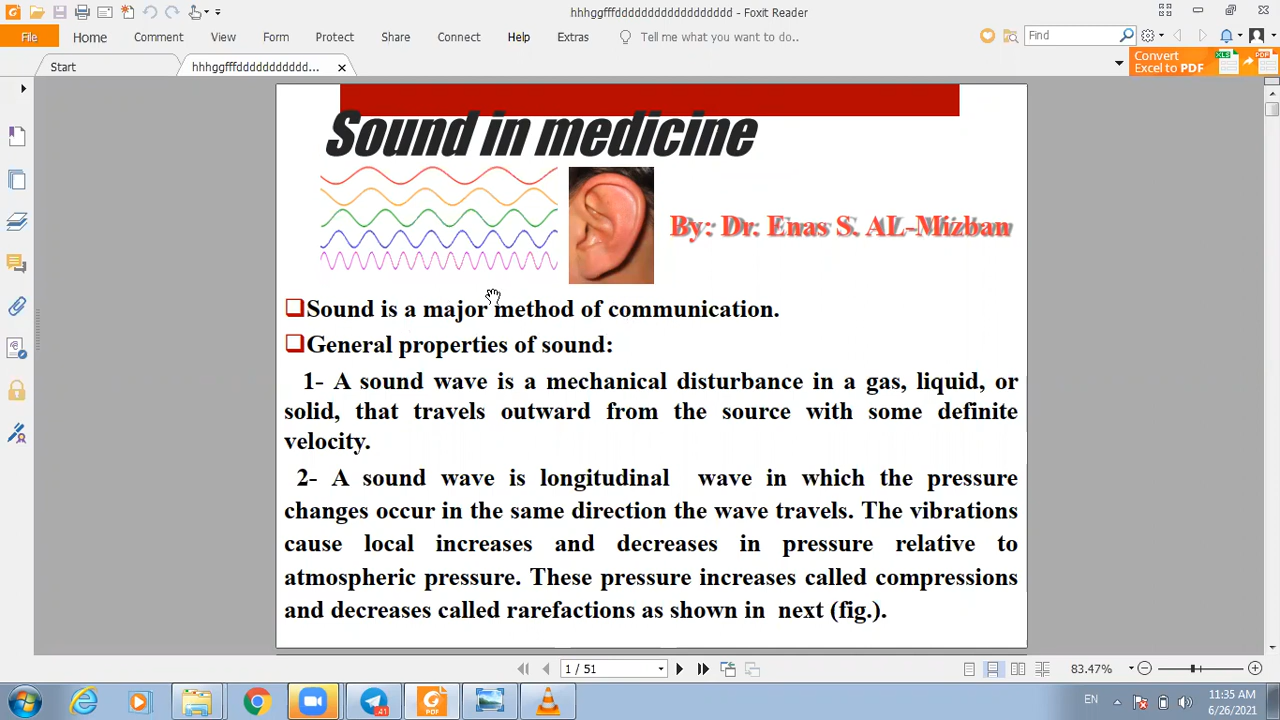 hhhggfffdddddddddddddddddd - Foxit Reader
File Home Comment View Form Protect Share Connect Help Extras Tell me what you want to do.. Find
Start hhhggfffddddddddddd...
Convert
Excel to PDF
Sound in medicine
By: Dr. Enas S. AL-Mizban
Sound is a major method of communication.
General properties of sound:
1- A sound wave is a mechanical disturbance in a gas, liquid, or
solid, that travels outward from the source with some definite
velocity.
2- A sound wave is longitudinal wave in which the pressure
changes occur in the same direction the wave travels. The vibrations
cause local increases and decreases in pressure relative to
atmospheric pressure. These pressure increases called compressions
and decreases called rarefactions as shown in next (fig.).
1 / 51 83.47%
41 PDF EN 11:35 AM
6/26/2021